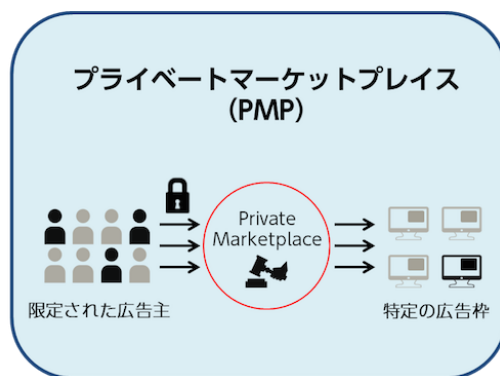 プライベートマーケットプレイス
(PMP)
Private
Marketplace
限定された広告主
特定の広告枠